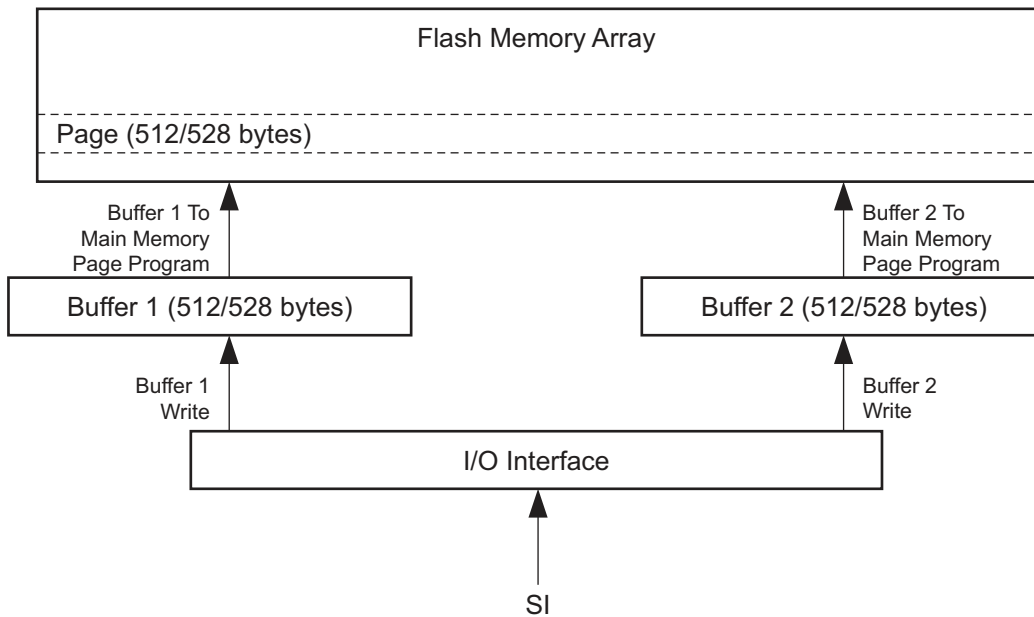 Flash Memory Array
Page (512/528 bytes)
Buffer 1 To
Main Memory
Page Program
Buffer 2 To
Main Memory
Page Program
Buffer 1 (512/528 bytes)
Buffer 2 (512/528 bytes)
Buffer 1
Write
Buffer 2
Write
I/O Interface
SI